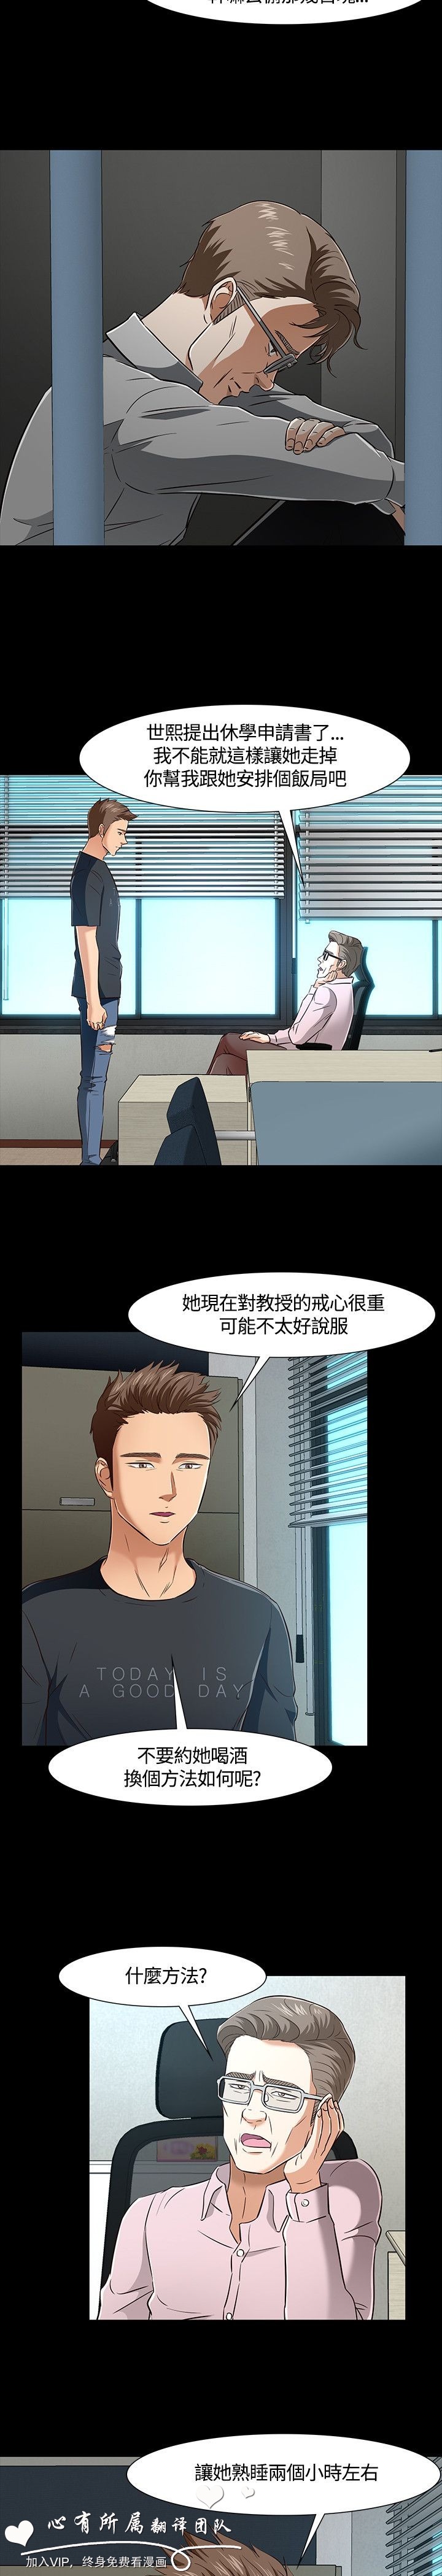 世熙提出休學申請書了...
我不能就這樣讓她走掉
你幫我跟她安排個飯局吧
她現在對教授的戒心很重
可能不太好說服
TODAY IS
A GOOD DAY
不要約她喝酒
換個方法如何呢?
什麼方法?
讓她熟睡兩個小時左右
心有所属翻译团队
加入VIP，终身免费看漫画